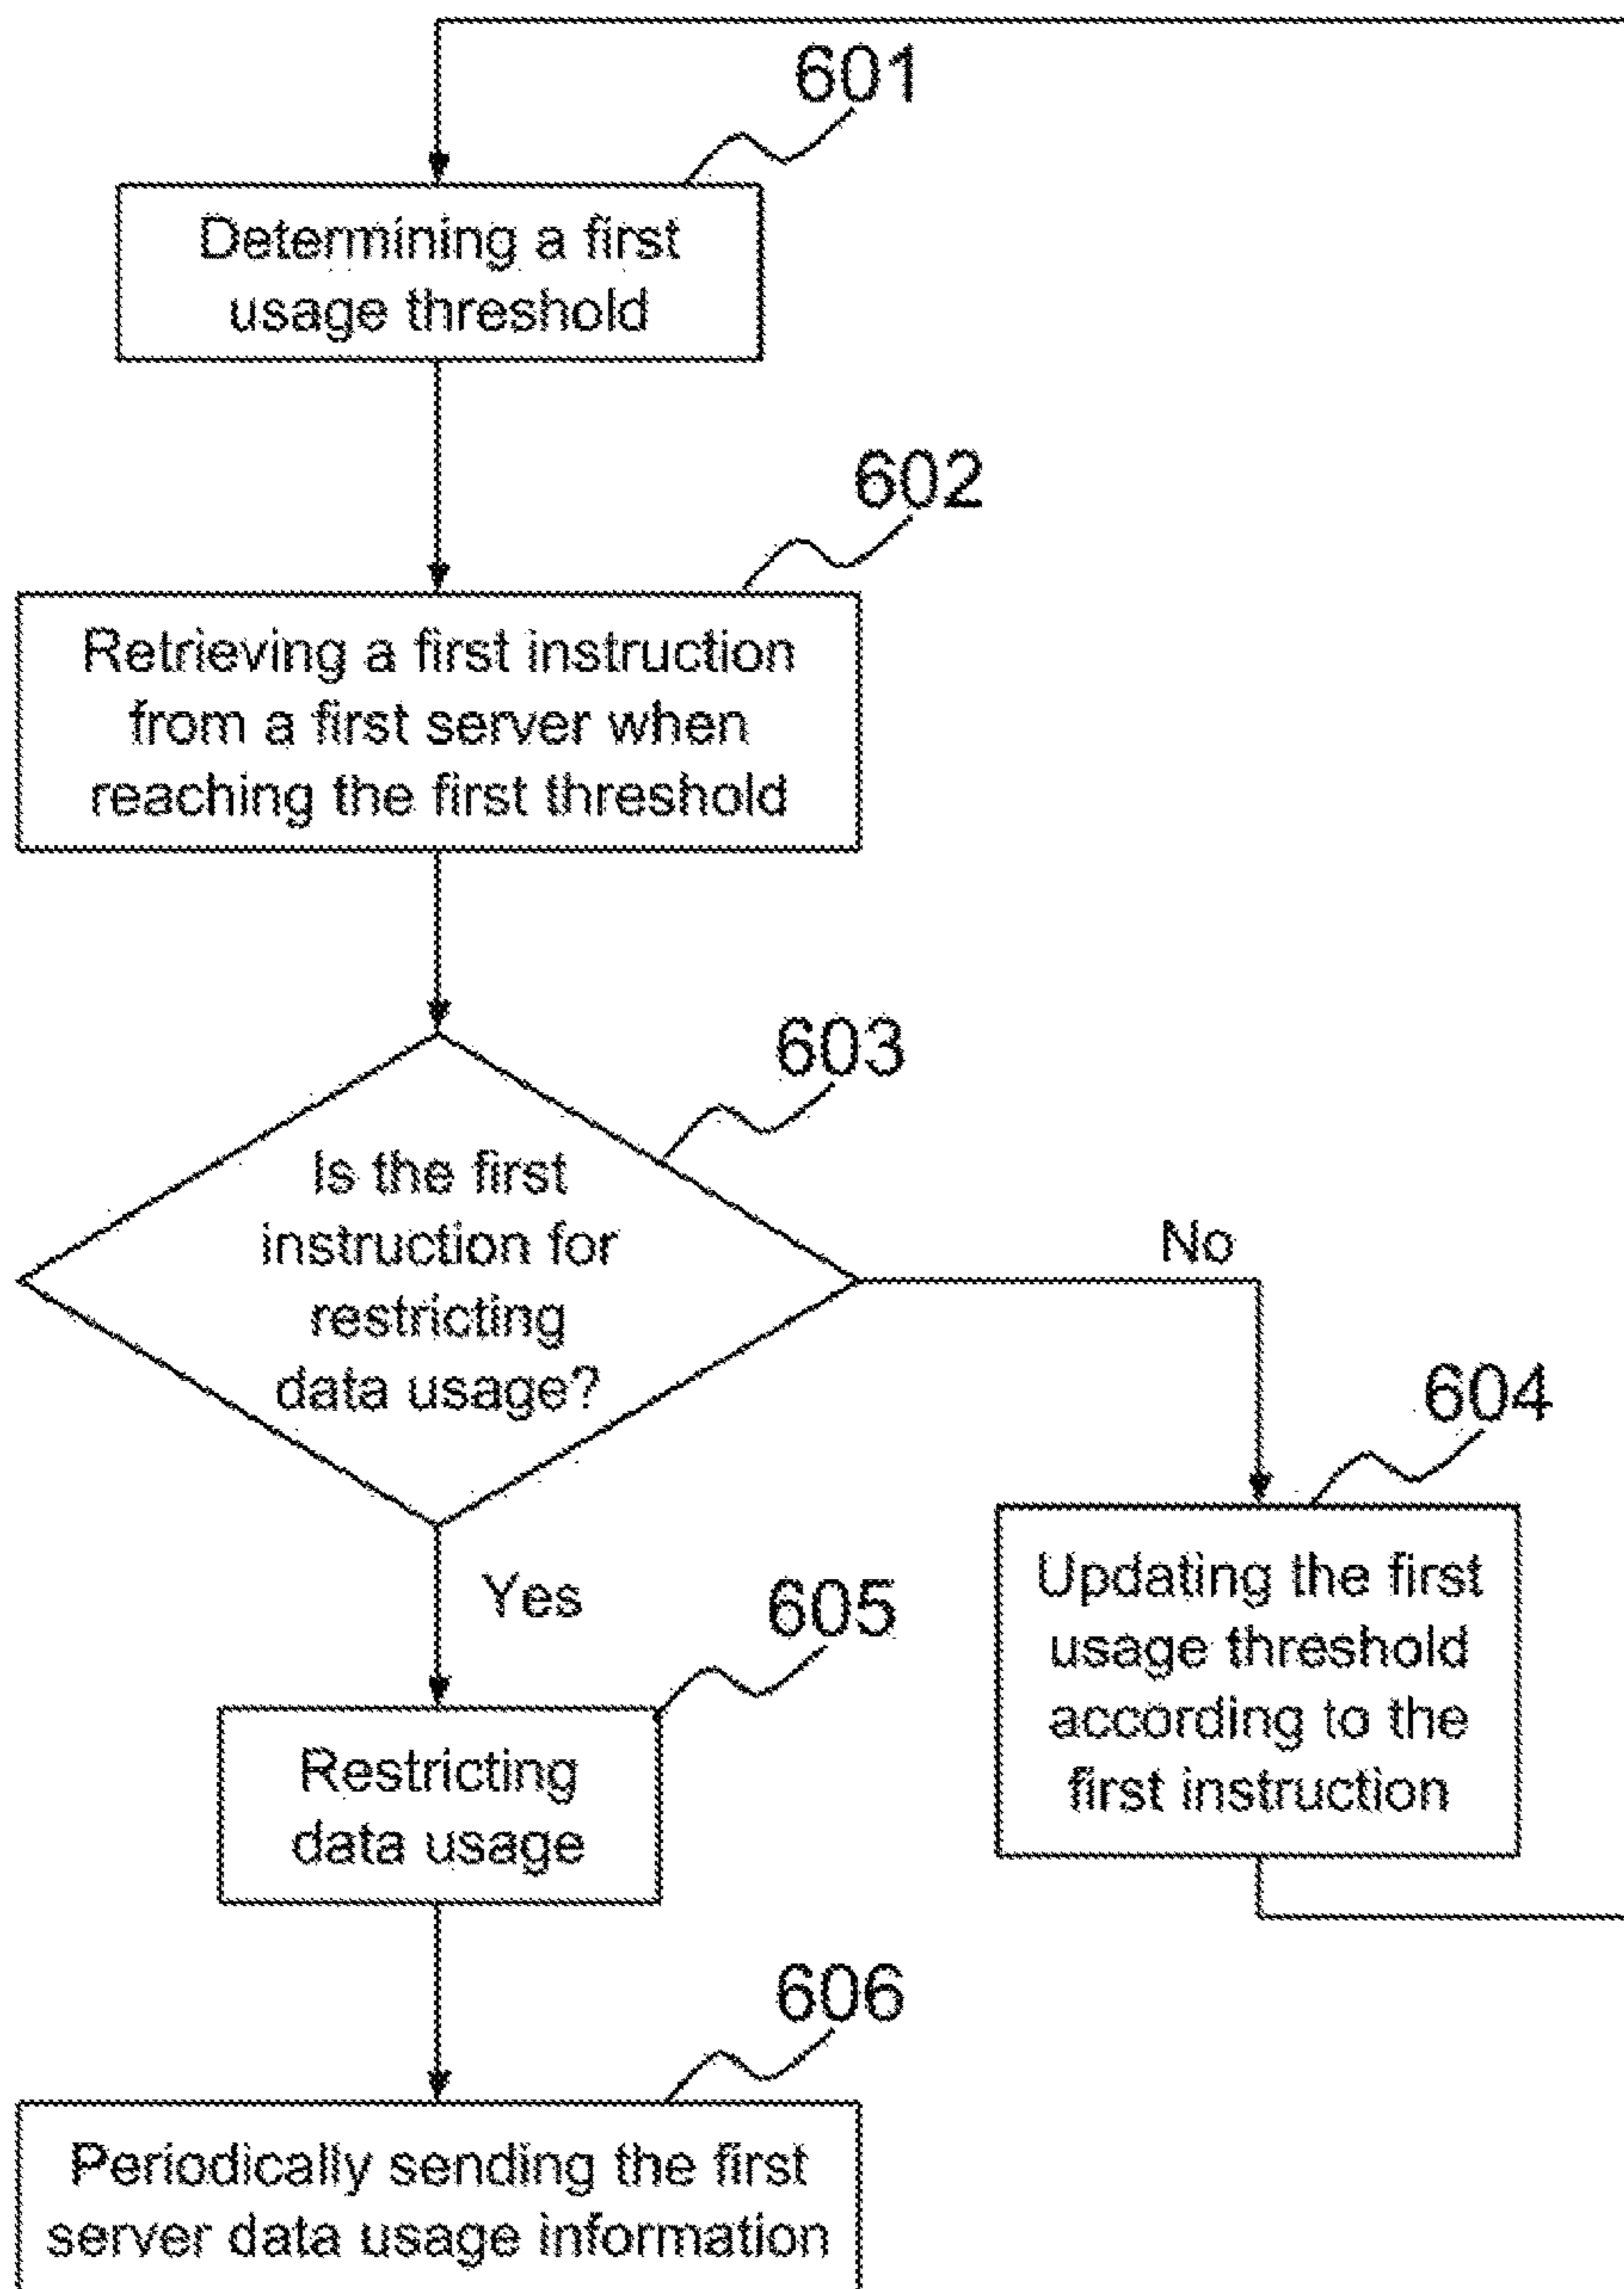 601
Determining a first
usage threshold
602
Retrieving a first instruction
from a first server when
reaching the first threshold
603
Is the first
instruction for
restricting
data usage?
No
604
Updating the first
usage threshold
according to the
first instruction
Yes
605
Restricting
data usage
606
Periodically sending the first
server data usage information